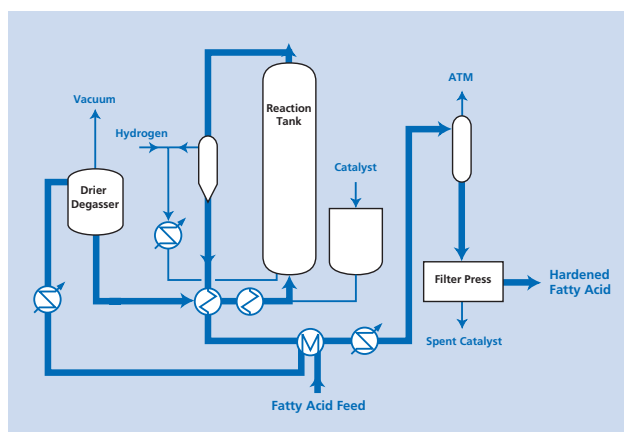 ATM
Vacuum
Reaction
Tank
Hydrogen
Catalyst
Drier
Degasser
Filter Press
Hardened
Fatty Acid
Spent Catalyst
Fatty Acid Feed